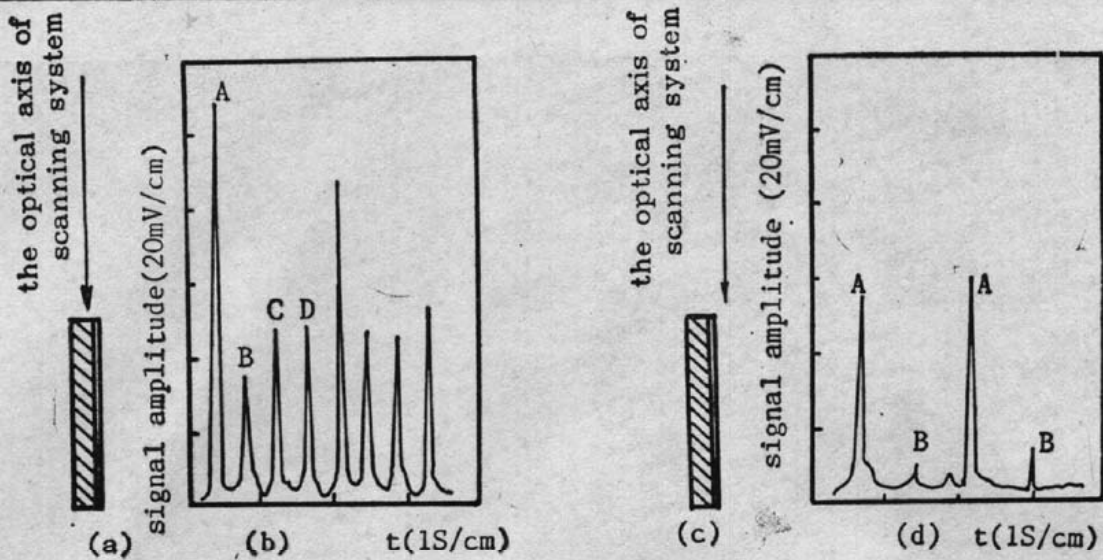 the optical axis of
scanning system
signal amplitude(20mV/cm)
A
B
C
D
(a)
(b)
t(1S/cm)
the optical axis of
scanning system
signal amplitude (20mV/cm)
A
A
B
B
(c)
(d)
t(1S/cm)